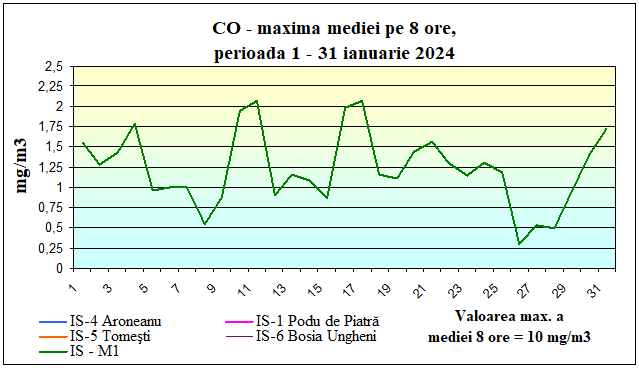 CO - maxima mediei pe 8 ore,
perioada 1 - 31 ianuarie 2024
mg/m3
2,5
2,25
2
1,75
1,5
1,25
1
0,75
0,5
0,25
0
1 3 5 7 9 11 13 15 17 19 21 23 25 27 29 31
IS-4 Aroneanu IS-1 Podu de Piatră
IS-5 Tomeşti IS-6 Bosia Ungheni
IS - M1
Valoarea max. a
mediei 8 ore = 10 mg/m3